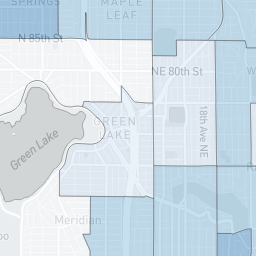 SPRINGS
MAPLE
LEAF
N 85th St
NE 80th St
Green Lake
GREEN
LAKE
18th Ave NE
Meridian